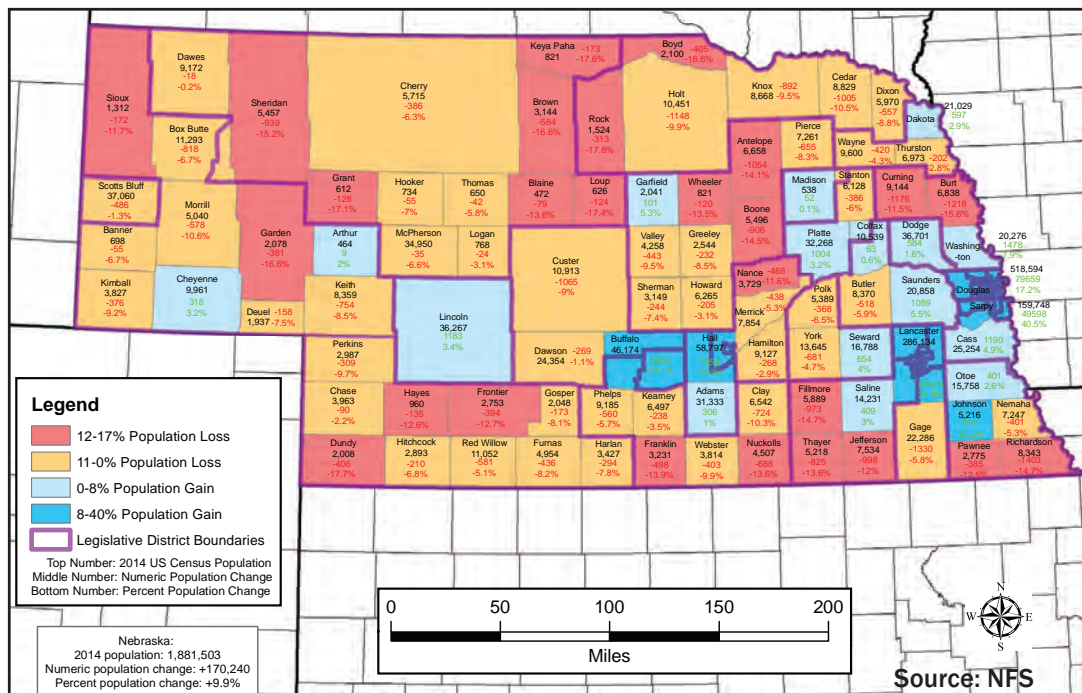 Dawes
9,172
-18
-0.2%
Sioux
1,312
-172
-11.7%
Sheridan
5,457
-939
-15.2%
Box Butte
11,293
-818
-6.7%
Cherry
5,715
-386
-6.3%
Keya Paha -173
821 -17.6%
Boyd -405
2,100 -16.6%
Brown
3,144
-584
-16.6%
Rock
1,524
-313
-17.8%
Holt
10,451
-1148
-9.9%
Knox -892
8,668 -9.5%
Cedar
8,829
-1005
-10.5%
Dixon
5,970
-557
-8.8%
Dakota
21,029
597
2.9%
Antelope
6,658
-1054
-14.1%
Pierce
7,261
-655
-8.3%
Wayne -420
9,600 -4.3%
Thurston
6,973 -202
-2.8%
Scotts Bluff
37,060
-486
-1.3%
Morrill
5,040
-578
-10.6%
Banner
698
-55
-6.7%
Kimball
3,827
-376
-9.2%
Cheyenne
9,961
318
3.2%
Garden
2,078
-381
-16.6%
Deuel -158
1,937 -7.5%
Grant
612
-128
-17.1%
Hooker
734
-55
-7%
Thomas
650
-42
-5.8%
Blaine
472
-79
-13.6%
Loup
626
-124
-17.4%
Garfield
2,041
101
5.3%
Wheeler
821
-120
-13.5%
Boone
5,496
-906
-14.5%
Madison
538
52
0.1%
Stanton
6,128
-386
-6%
Cuming
9,144
-1176
-11.5%
Burt
6,838
-1218
-15.6%
Arthur
464
9
2%
McPherson
34,950
-35
-6.6%
Logan
768
-24
-3.1%
Custer
10,913
-1065
-9%
Valley
4,258
-443
-9.5%
Greeley
2,544
-232
-8.5%
Platte
32,268
1004
3.2%
Colfax
10,539
63
0.6%
Dodge
36,701
584
1.6%
Washing
-ton
20,276
1478
7.9%
Keith
8,359
-754
-8.5%
Lincoln
36,267
1183
3.4%
Sherman
3,149
-244
-7.4%
Howard
6,265
-205
-3.1%
Nance -468
3,729 -11.6%
Merrick
7,854
-438
-5.3%
Polk
5,389
-368
-6.5%
Butler
8,370
-518
-5.9%
Saunders
20,858
1089
5.5%
Douglas
518,594
79659
17.2%
Sarpy
159,748
49598
40.5%
Perkins
2,987
-309
-9.7%
Dawson -269
24,354 -1.1%
Buffalo
46,174
Hall
58,797
Hamilton
9,127
-268
-2.9%
York
13,645
-681
-4.7%
Seward
16,788
654
4%
Lancaster
286,134
Cass 1190
25,254 4.9%
Otoe 401
15,758 2.6%
Chase
3,963
-90
-2.2%
Hayes
960
-135
-12.6%
Frontier
2,753
-394
-12.7%
Gosper
2,048
-173
-8.1%
Phelps
9,185
-560
-5.7%
Kearney
6,497
-238
-3.5%
Adams
31,333
306
1%
Clay
6,542
-724
-10.3%
Fillmore
5,889
-973
-14.7%
Saline
14,231
409
3%
Johnson
5,216
Nemaha
7,247
-401
-5.3%
Dundy
2,008
-406
-17.7%
Hitchcock
2,893
-210
-6.8%
Red Willow
11,052
-581
-5.1%
Furnas
4,954
-436
-8.2%
Harlan
3,427
-294
-7.8%
Franklin
3,231
-498
-13.9%
Webster
3,814
-403
-9.9%
Nuckolls
4,507
-688
-13.6%
Thayer
5,218
-825
-13.6%
Jefferson
7,534
-998
-12%
Gage
22,286
-1330
-5.8%
Pawnee
2,775
-385
Richardson
8,343
-1403
-14.7%
Legend
12-17% Population Loss
11-0% Population Loss
0-8% Population Gain
8-40% Population Gain
Legislative District Boundaries
Top Number: 2014 US Census Population
Middle Number: Numeric Population Change
Bottom Number: Percent Population Change
Nebraska:
2014 population: 1,881,503
Numeric population change: +170,240
Percent population change: +9.9%
0 50 100 150 200
Miles
N
W E
S
Source: NFS